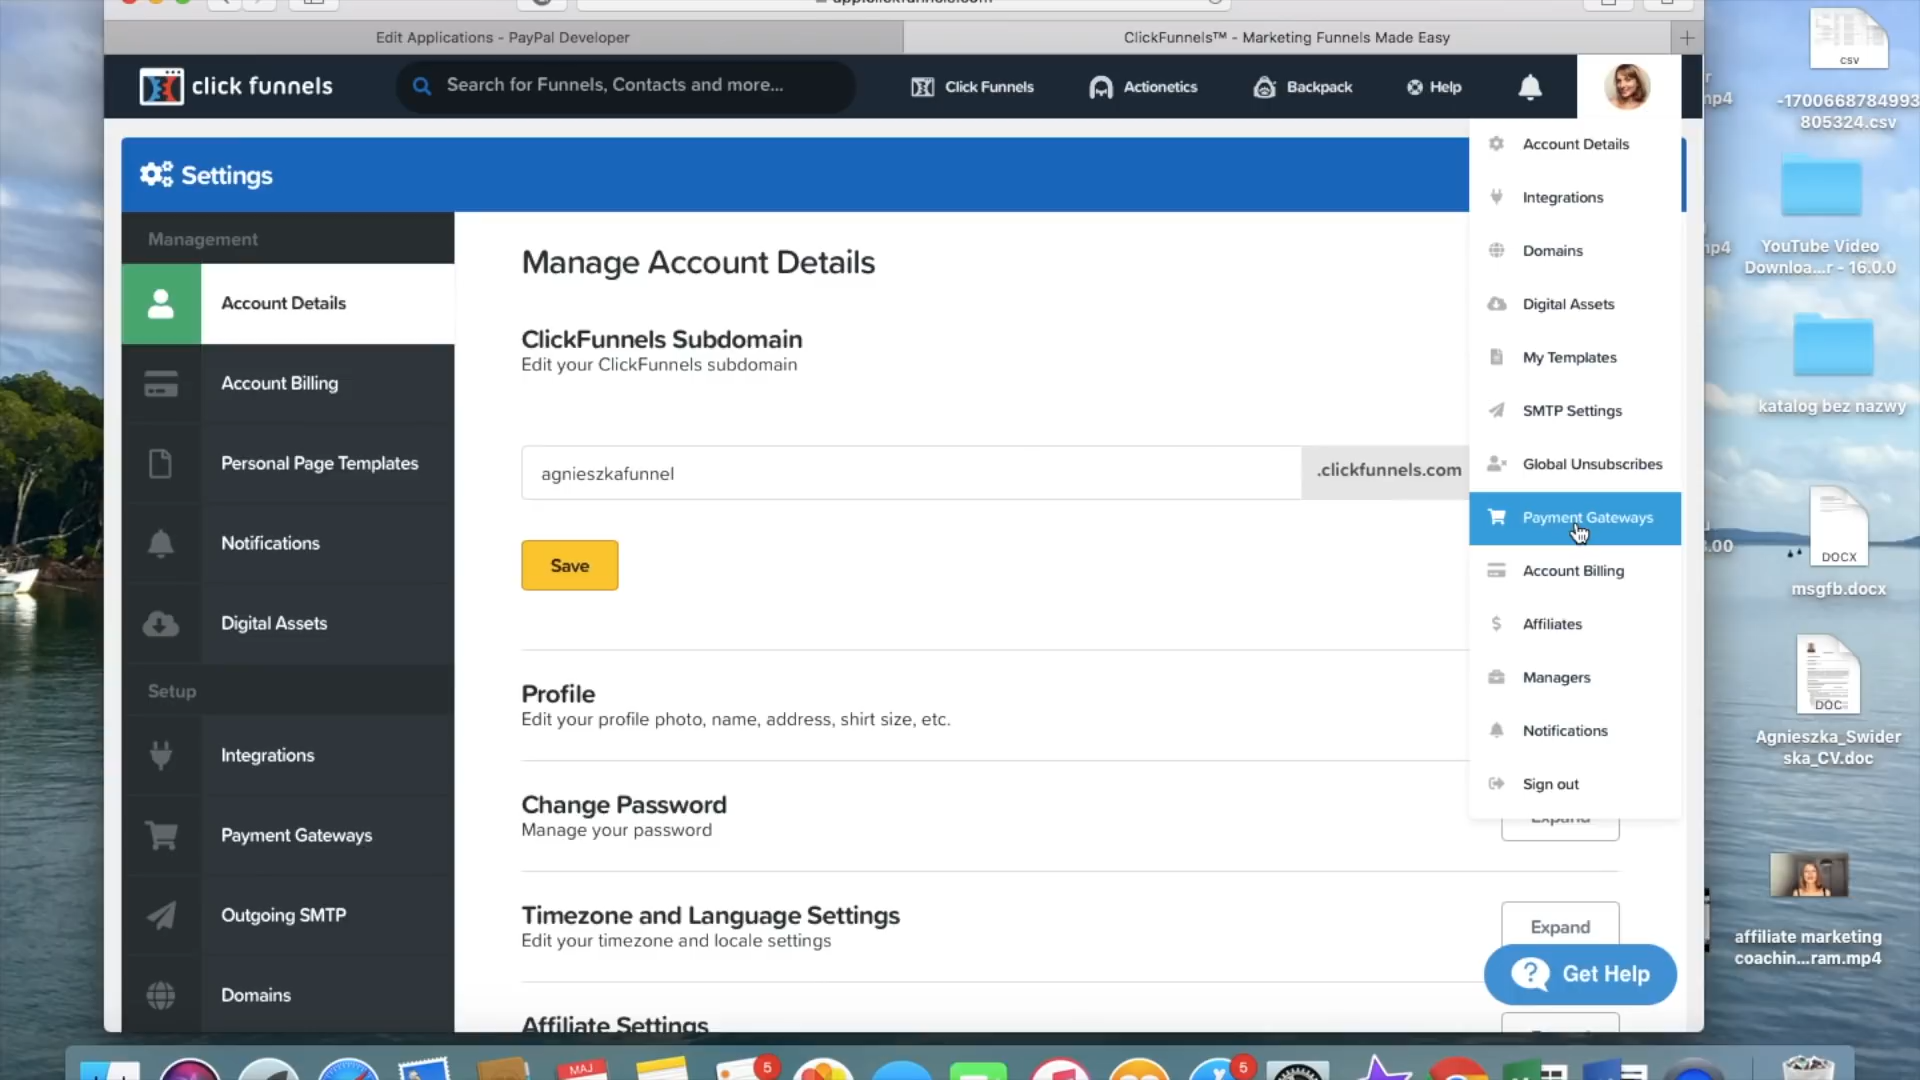 Edit Applications - PayPal Developer
ClickFunnels™ - Marketing Funnels Made Easy
click funnels
Search for Funnels, Contacts and more...
Click Funnels
Actionetics
Backpack
Help
Settings
Management
Account Details
Account Billing
Personal Page Templates
Notifications
Digital Assets
Setup
Integrations
Payment Gateways
Outgoing SMTP
Domains
Manage Account Details
ClickFunnels Subdomain
Edit your ClickFunnels subdomain
agnieszkafunnel
.clickfunnels.com
Save
Profile
Edit your profile photo, name, address, shirt size, etc.
Change Password
Manage your password
Expand
Timezone and Language Settings
Edit your timezone and locale settings
Expand
Affiliate Settings
Get Help
Account Details
Integrations
Domains
Digital Assets
My Templates
SMTP Settings
Global Unsubscribes
Payment Gateways
Account Billing
Affiliates
Managers
Notifications
Sign out
csv
-1700668784993
805324.csv
YouTube Video
Downloa...r - 16.0.0
katalog bez nazwy
DOCX
msgfb.docx
DOC
Agnieszka_Swider
ska_CV.doc
affiliate marketing
coachin...ram.mp4
MAJ
5
5